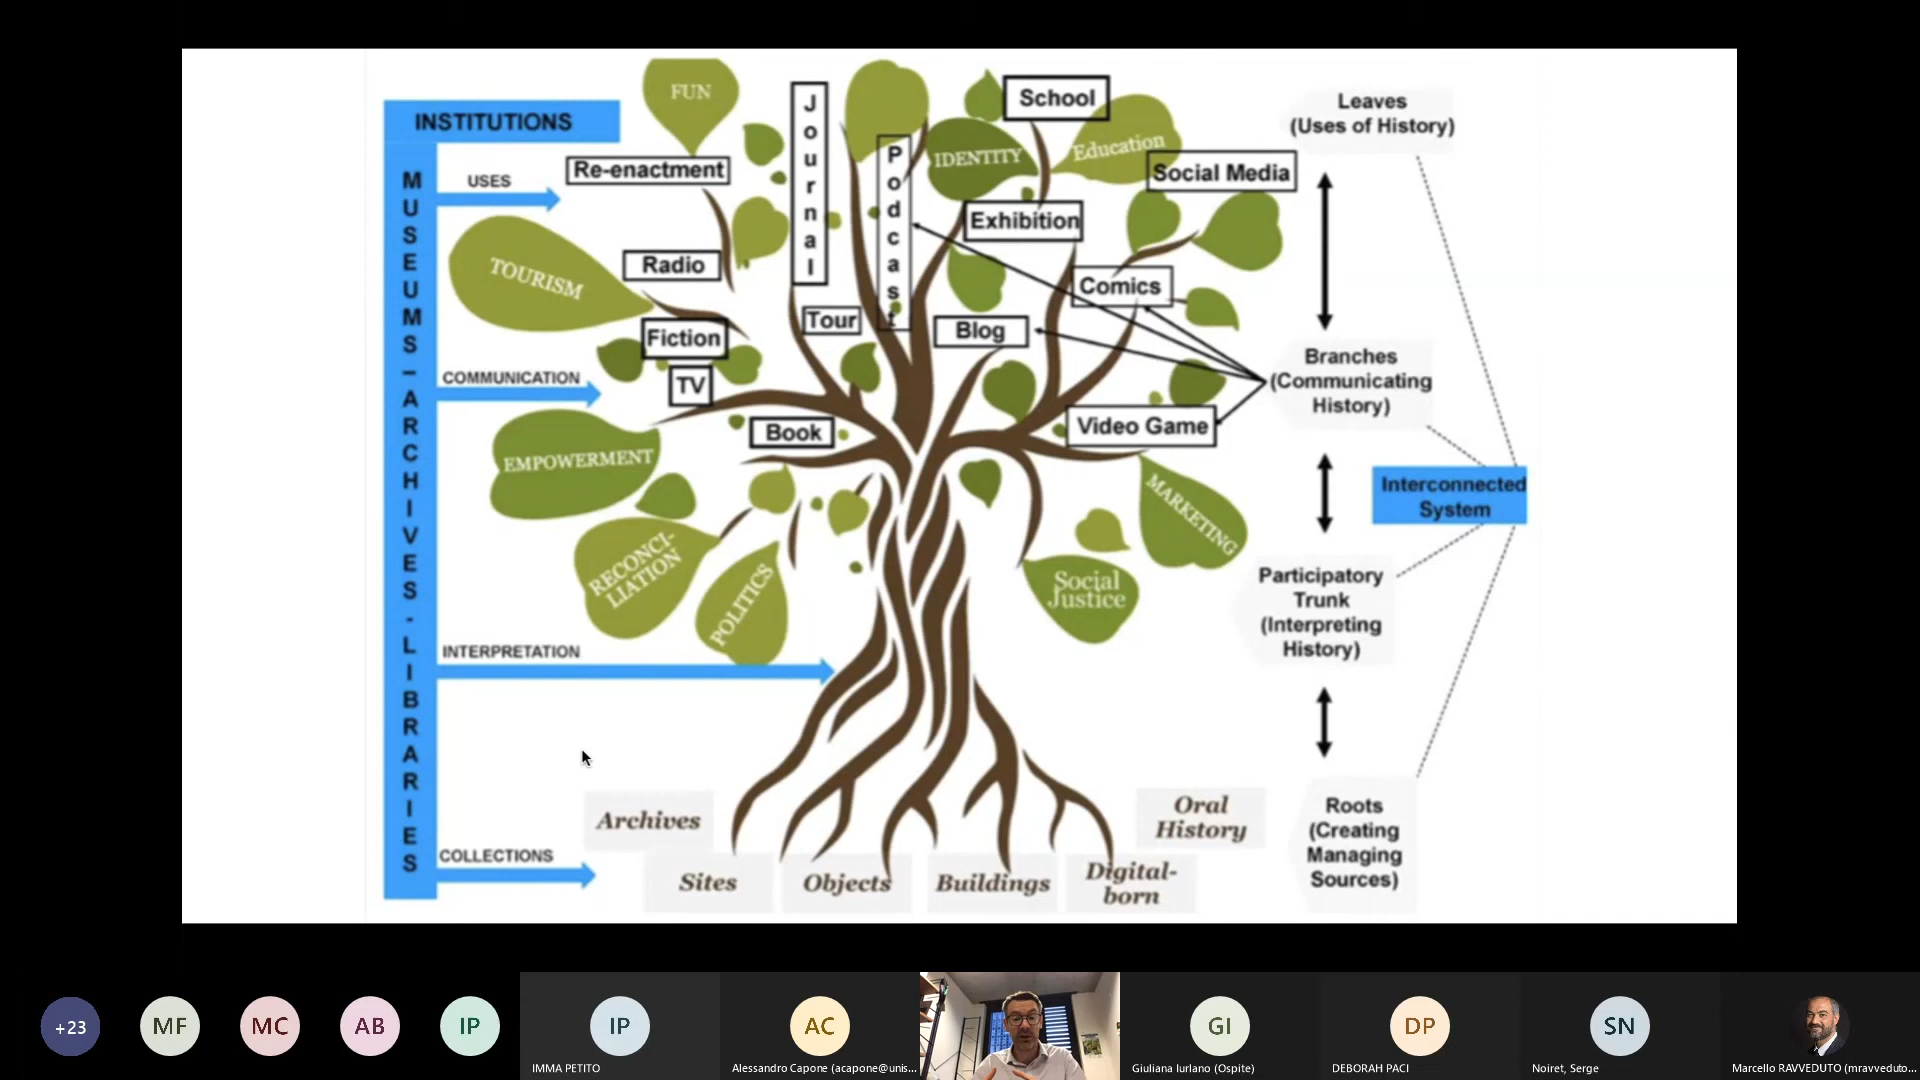 INSTITUTIONS
MUSEUMS – ARCHIVES - LIBRARIES
USES
COMMUNICATION
INTERPRETATION
COLLECTIONS
FUN
Re-enactment
TOURISM
Radio
Fiction
TV
Book
EMPOWERMENT
RECONCI-
LIATION
POLITICS
Journal
Tour
Podcast
IDENTITY
School
Education
Social Media
Exhibition
Comics
Blog
Video Game
MARKETING
Social
Justice
Archives
Sites
Objects
Buildings
Digital-
born
Oral
History
Leaves
(Uses of History)
Branches
(Communicating
History)
Interconnected
System
Participatory
Trunk
(Interpreting
History)
Roots
(Creating
Managing
Sources)
+23
MF
MC
AB
IP
IP
IMMA PETITO
AC
Alessandro Capone (acapone@unis...
GI
Giuliana Iurlano (Ospite)
DP
DEBORAH PACI
SN
Noiret, Serge
Marcello RAVVEDUTO (mravveduto...